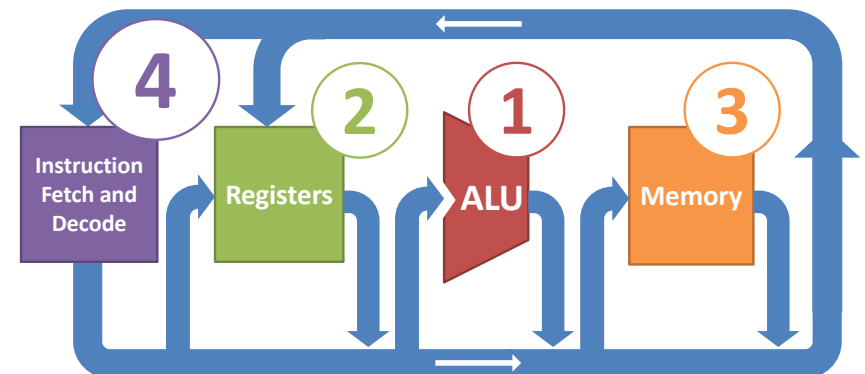 4
2
1
3
Instruction
Fetch and
Decode
Registers
ALU
Memory